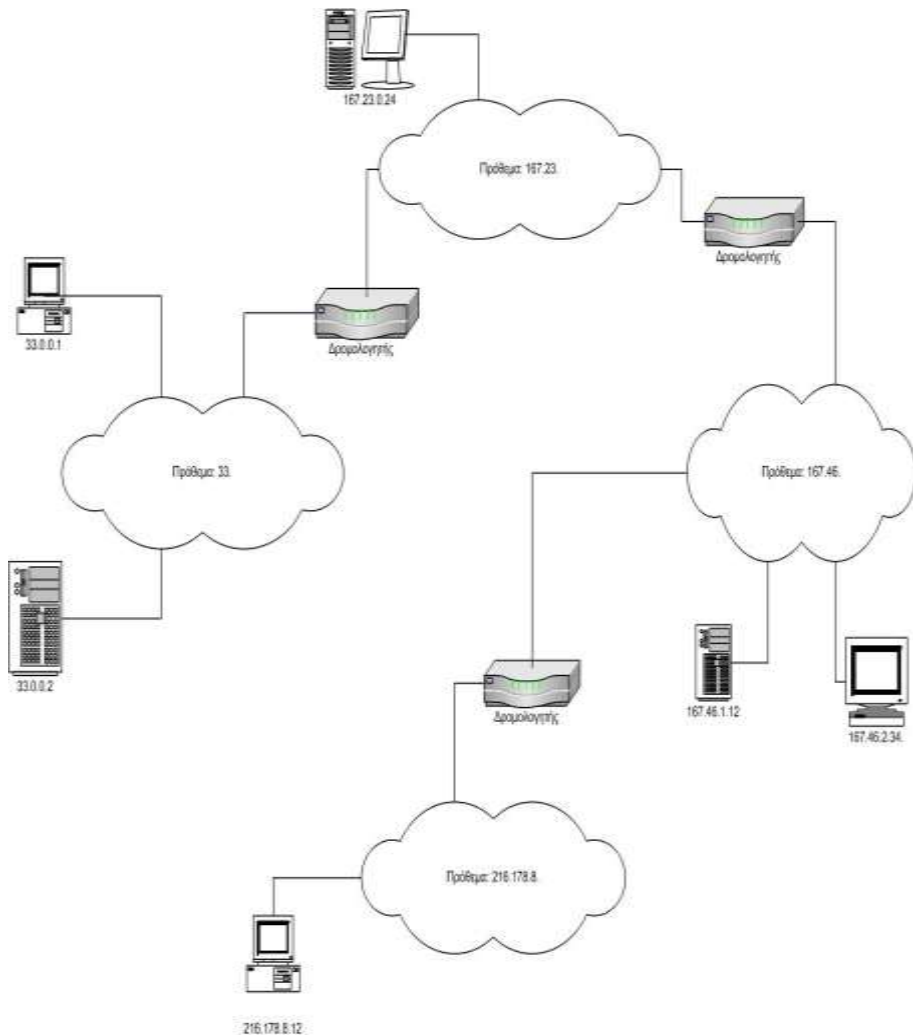 167.23.0.24
Πρόθεμα: 167.23.
Δρομολογητής
33.0.0.1
Δρομολογητής
Πρόθεμα: 33.
Πρόθεμα: 167.46.
33.0.0.2
Δρομολογητής
167.46.1.12
167.46.2.34.
Πρόθεμα: 216.178.8.
216.178.8.12